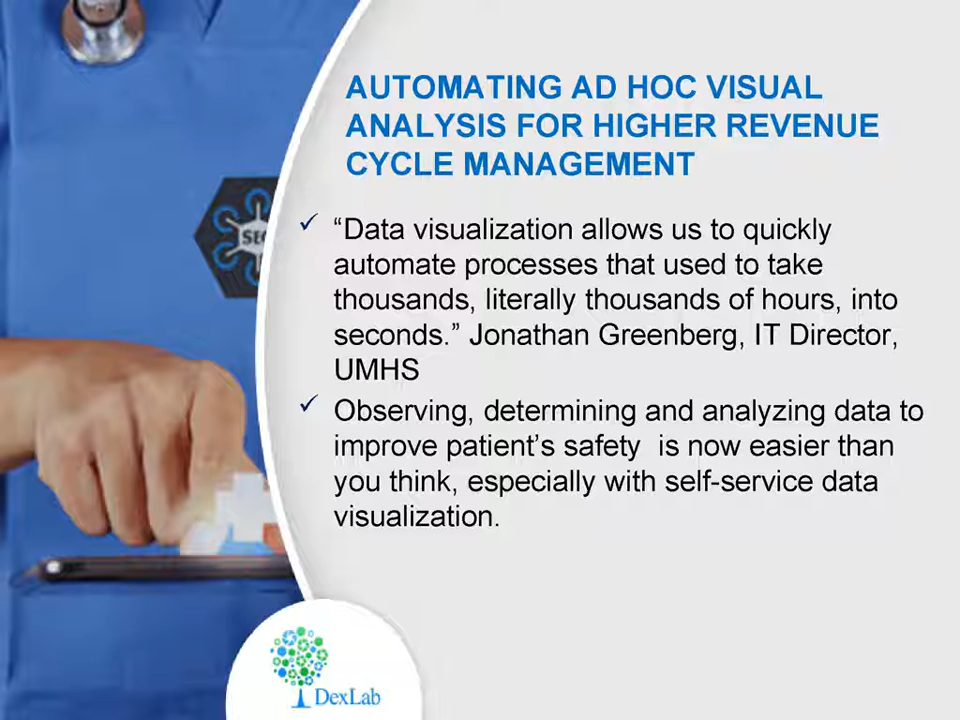 AUTOMATING AD HOC VISUAL
ANALYSIS FOR HIGHER REVENUE
CYCLE MANAGEMENT
“Data visualization allows us to quickly
automate processes that used to take
thousands, literally thousands of hours, into
seconds.” Jonathan Greenberg, IT Director,
UMHS
Observing, determining and analyzing data to
improve patient’s safety  is now easier than
you think, especially with self-service data
visualization.
DexLab